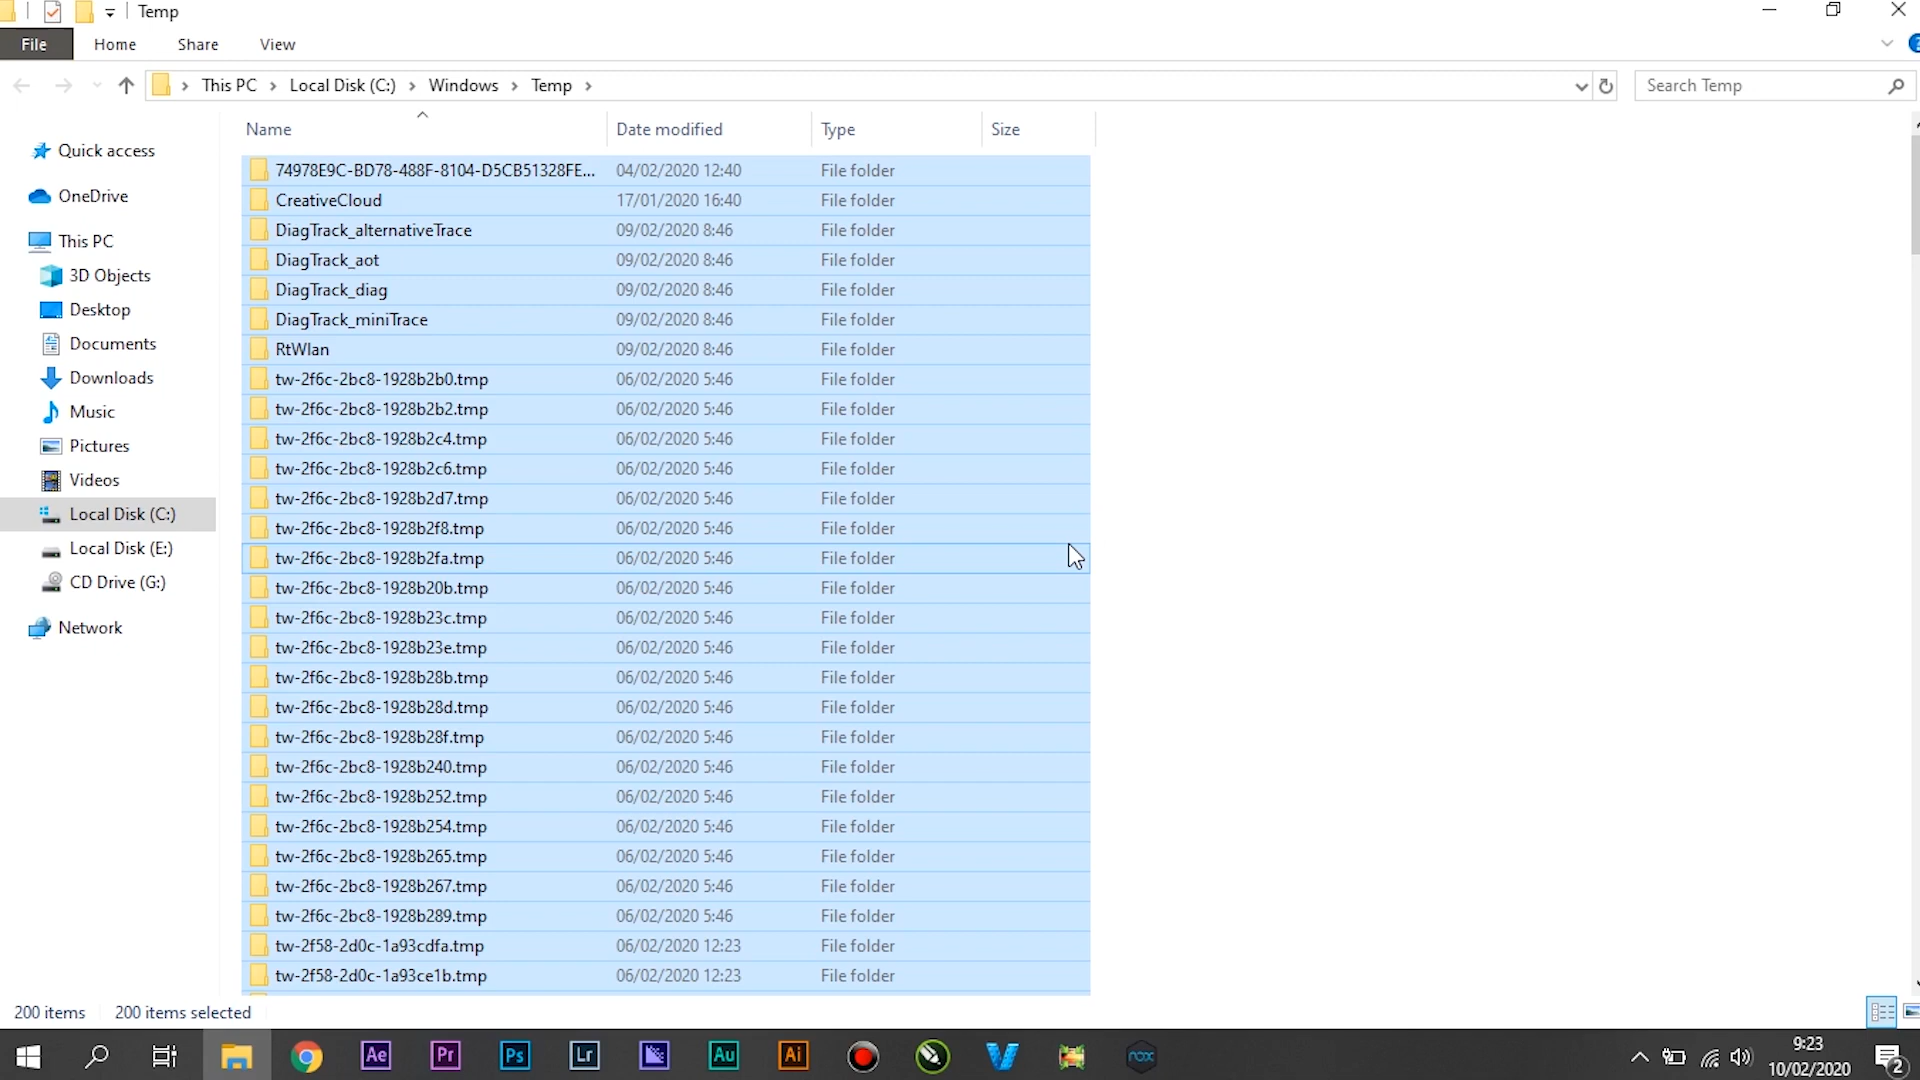 Temp
File Home Share View
This PC Local Disk (C:) Windows Temp
Search Temp
Name Date modified Type Size
Quick access
OneDrive
This PC
3D Objects
Desktop
Documents
Downloads
Music
Pictures
Videos
Local Disk (C:)
Local Disk (E:)
CD Drive (G:)
Network
74978E9C-BD78-488F-8104-D5CB51328FE... 04/02/2020 12:40 File folder
CreativeCloud 17/01/2020 16:40 File folder
DiagTrack_alternativeTrace 09/02/2020 8:46 File folder
DiagTrack_aot 09/02/2020 8:46 File folder
DiagTrack_diag 09/02/2020 8:46 File folder
DiagTrack_miniTrace 09/02/2020 8:46 File folder
RtWlan 09/02/2020 8:46 File folder
tw-2f6c-2bc8-1928b2b0.tmp 06/02/2020 5:46 File folder
tw-2f6c-2bc8-1928b2b2.tmp 06/02/2020 5:46 File folder
tw-2f6c-2bc8-1928b2c4.tmp 06/02/2020 5:46 File folder
tw-2f6c-2bc8-1928b2c6.tmp 06/02/2020 5:46 File folder
tw-2f6c-2bc8-1928b2d7.tmp 06/02/2020 5:46 File folder
tw-2f6c-2bc8-1928b2f8.tmp 06/02/2020 5:46 File folder
tw-2f6c-2bc8-1928b2fa.tmp 06/02/2020 5:46 File folder
tw-2f6c-2bc8-1928b20b.tmp 06/02/2020 5:46 File folder
tw-2f6c-2bc8-1928b23c.tmp 06/02/2020 5:46 File folder
tw-2f6c-2bc8-1928b23e.tmp 06/02/2020 5:46 File folder
tw-2f6c-2bc8-1928b28b.tmp 06/02/2020 5:46 File folder
tw-2f6c-2bc8-1928b28d.tmp 06/02/2020 5:46 File folder
tw-2f6c-2bc8-1928b28f.tmp 06/02/2020 5:46 File folder
tw-2f6c-2bc8-1928b240.tmp 06/02/2020 5:46 File folder
tw-2f6c-2bc8-1928b252.tmp 06/02/2020 5:46 File folder
tw-2f6c-2bc8-1928b254.tmp 06/02/2020 5:46 File folder
tw-2f6c-2bc8-1928b265.tmp 06/02/2020 5:46 File folder
tw-2f6c-2bc8-1928b267.tmp 06/02/2020 5:46 File folder
tw-2f6c-2bc8-1928b289.tmp 06/02/2020 5:46 File folder
tw-2f58-2d0c-1a93cdfa.tmp 06/02/2020 12:23 File folder
tw-2f58-2d0c-1a93ce1b.tmp 06/02/2020 12:23 File folder
200 items 200 items selected
Ae Pr Ps Lr Au Ai nox
9:23
10/02/2020
2